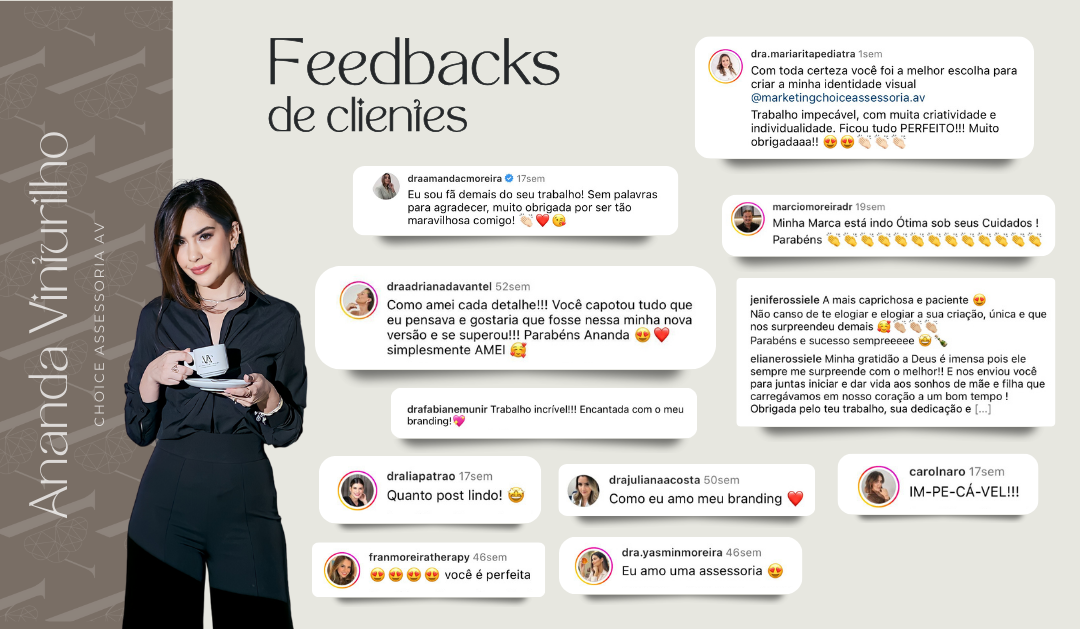 Ananda Vinturilho
CHOICE ASSESSORIA AV
Feedbacks
de clientes
dra.mariaritapediatra 1sem
Com toda certeza você foi a melhor escolha para
criar a minha identidade visual
@marketingchoiceassessoria.av
Trabalho impecável, com muita criatividade e
individualidade. Ficou tudo PERFEITO!!! Muito
obrigadaaa!! 😍😍👏🏻👏🏻👏🏻
draamandacmoreira 17sem
Eu sou fã demais do seu trabalho! Sem palavras
para agradecer, muito obrigada por ser tão
maravilhosa comigo! 👏🏻❤️😘
marciomoreiradr 19sem
Minha Marca está indo Ótima sob seus Cuidados !
Parabéns 👏👏👏👏👏👏👏👏👏👏👏👏👏
draadrianadavantel 52sem
Como amei cada detalhe!!! Você capotou tudo que
eu pensava e gostaria que fosse nessa minha nova
versão e se superou!!! Parabéns Ananda 😍❤️
simplesmente AMEI 🥰
jeniferossiele A mais caprichosa e paciente 😍
Não canso de te elogiar e elogiar a sua criação, única e que
nos surpreendeu demais 🥰👏🏻👏🏻👏🏻
Parabéns e sucesso sempreeeee 🤩🍾
elianerossiele Minha gratidão a Deus é imensa pois ele
sempre me surpreende com o melhor!! E nos enviou você
para juntas iniciar e dar vida aos sonhos de mãe e filha que
carregávamos em nosso coração a um bom tempo !
Obrigada pelo teu trabalho, sua dedicação e [...]
drafabianemunir Trabalho incrível!!! Encantada com o meu
branding!💖
draliapatrao 17sem
Quanto post lindo! 🤩
drajulianaacosta 50sem
Como eu amo meu branding ❤️
carolnaro 17sem
IM-PE-CÁ-VEL!!!
franmoreiratherapy 46sem
😍😍😍😍 você é perfeita
dra.yasminmoreira 46sem
Eu amo uma assessoria 😍